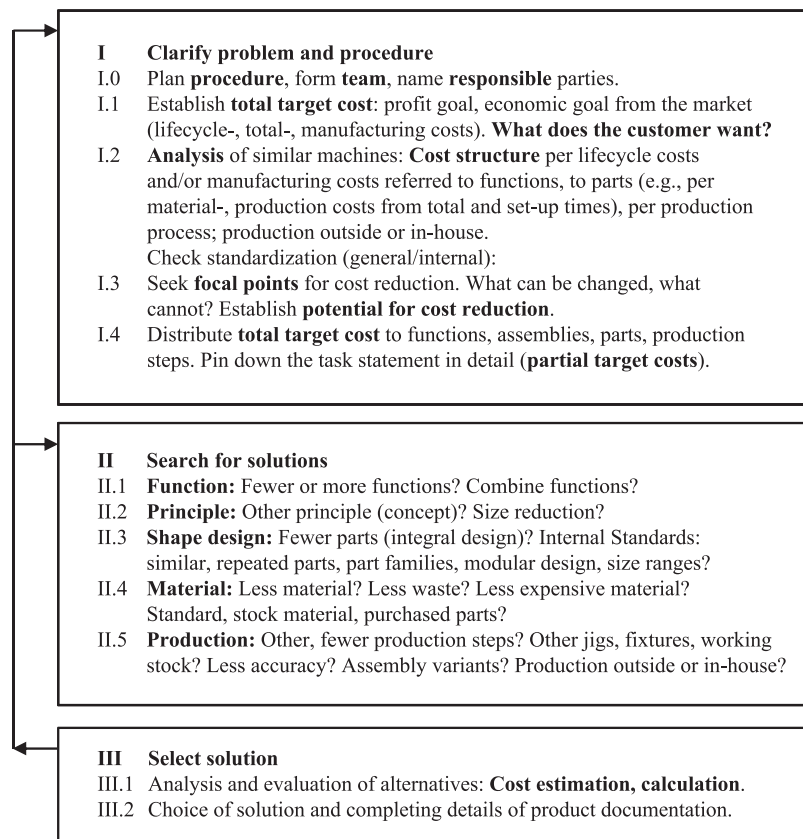 I Clarify problem and procedure
I.0 Plan procedure, form team, name responsible parties.
I.1 Establish total target cost: profit goal, economic goal from the market
(lifecycle-, total-, manufacturing costs). What does the customer want?
I.2 Analysis of similar machines: Cost structure per lifecycle costs
and/or manufacturing costs referred to functions, to parts (e.g., per
material-, production costs from total and set-up times), per production
process; production outside or in-house.
Check standardization (general/internal):
I.3 Seek focal points for cost reduction. What can be changed, what
cannot? Establish potential for cost reduction.
I.4 Distribute total target cost to functions, assemblies, parts, production
steps. Pin down the task statement in detail (partial target costs).
II Search for solutions
II.1 Function: Fewer or more functions? Combine functions?
II.2 Principle: Other principle (concept)? Size reduction?
II.3 Shape design: Fewer parts (integral design)? Internal Standards:
similar, repeated parts, part families, modular design, size ranges?
II.4 Material: Less material? Less waste? Less expensive material?
Standard, stock material, purchased parts?
II.5 Production: Other, fewer production steps? Other jigs, fixtures, working
stock? Less accuracy? Assembly variants? Production outside or in-house?
III Select solution
III.1 Analysis and evaluation of alternatives: Cost estimation, calculation.
III.2 Choice of solution and completing details of product documentation.